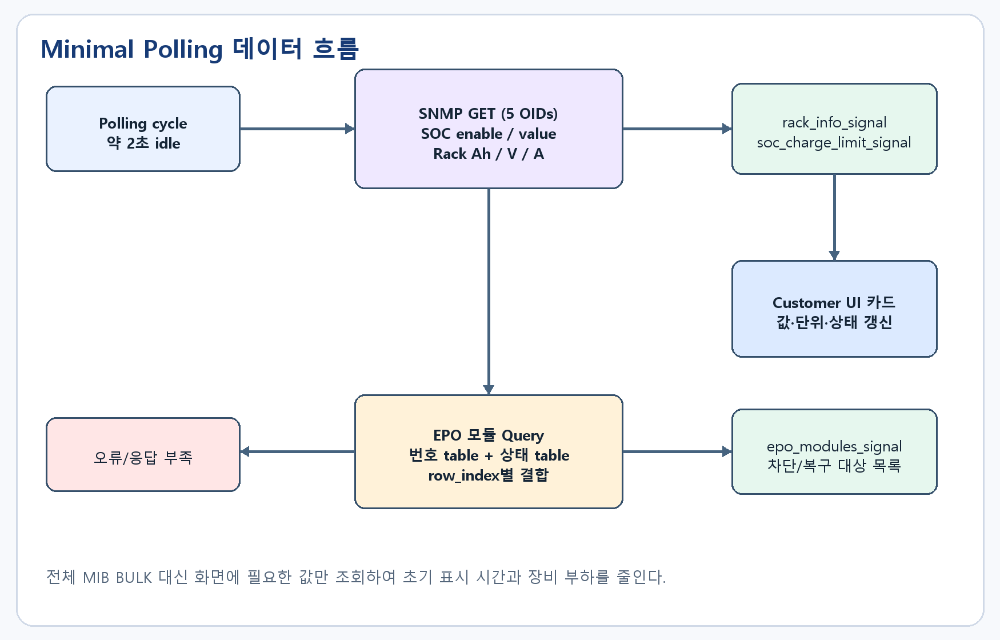 Minimal Polling 데이터 흐름
Polling cycle
약 2초 idle
SNMP GET (5 OIDs)
SOC enable / value
Rack Ah / V / A
rack_info_signal
soc_charge_limit_signal
Customer UI 카드
값·단위·상태 갱신
오류/응답 부족
EPO 모듈 Query
번호 table + 상태 table
row_index별 결합
epo_modules_signal
차단/복구 대상 목록
전체 MIB BULK 대신 화면에 필요한 값만 조회하여 초기 표시 시간과 장비 부하를 줄인다.